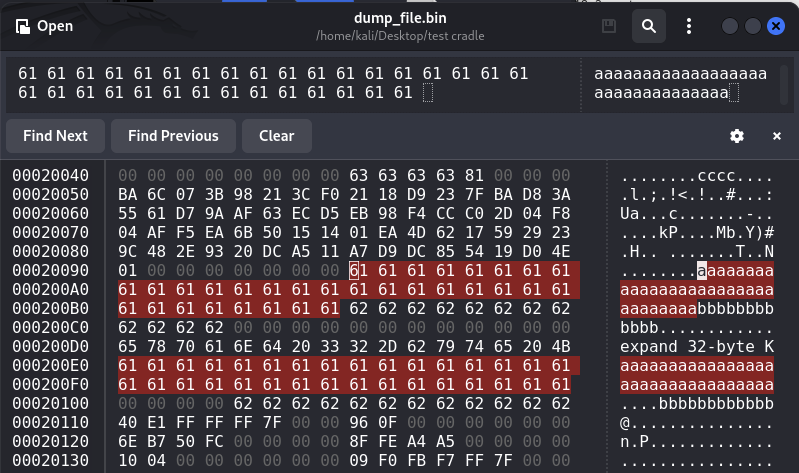 Open
dump_file.bin
/home/kali/Desktop/test cradle
61 61 61 61 61 61 61 61 61 61 61 61 61 61 61 61 61 61 aaaaaaaaaaaaaaaaaa
61 61 61 61 61 61 61 61 61 61 61 61 61 61 aaaaaaaaaaaaaa
Find Next Find Previous Clear
00020040 00 00 00 00 00 00 00 00 63 63 63 63 81 00 00 00 ........cccc....
00020050 BA 6C 07 3B 98 21 3C F0 21 18 D9 23 7F BA D8 3A .l.;.!<.!..#...:
00020060 55 61 D7 9A AF 63 EC D5 EB 98 F4 CC C0 2D 04 F8 Ua...c.......-..
00020070 04 AF F5 EA 6B 50 15 14 01 EA 4D 62 17 59 29 23 ....kP....Mb.Y)#
00020080 9C 48 2E 93 20 DC A5 11 A7 D9 DC 85 54 19 D0 4E .H.. .......T..N
00020090 01 00 00 00 00 00 00 00 61 61 61 61 61 61 61 61 ........aaaaaaaa
000200A0 61 61 61 61 61 61 61 61 61 61 61 61 61 61 61 61 aaaaaaaaaaaaaaaa
000200B0 61 61 61 61 61 61 61 61 62 62 62 62 62 62 62 62 aaaaaaaabbbbbbbb
000200C0 62 62 62 62 00 00 00 00 00 00 00 00 00 00 00 00 bbbb............
000200D0 65 78 70 61 6E 64 20 33 32 2D 62 79 74 65 20 4B expand 32-byte K
000200E0 61 61 61 61 61 61 61 61 61 61 61 61 61 61 61 61 aaaaaaaaaaaaaaaa
000200F0 61 61 61 61 61 61 61 61 61 61 61 61 61 61 61 61 aaaaaaaaaaaaaaaa
00020100 00 00 00 00 62 62 62 62 62 62 62 62 62 62 62 62 ....bbbbbbbbbbbb
00020110 40 E1 FF FF FF 7F 00 00 96 0F 00 00 00 00 00 00 @...............
00020120 6E B7 50 FC 00 00 00 00 8F FE A4 A5 00 00 00 00 n.P.............
00020130 10 04 00 00 00 00 00 00 09 F0 FB F7 FF 7F 00 00 ................